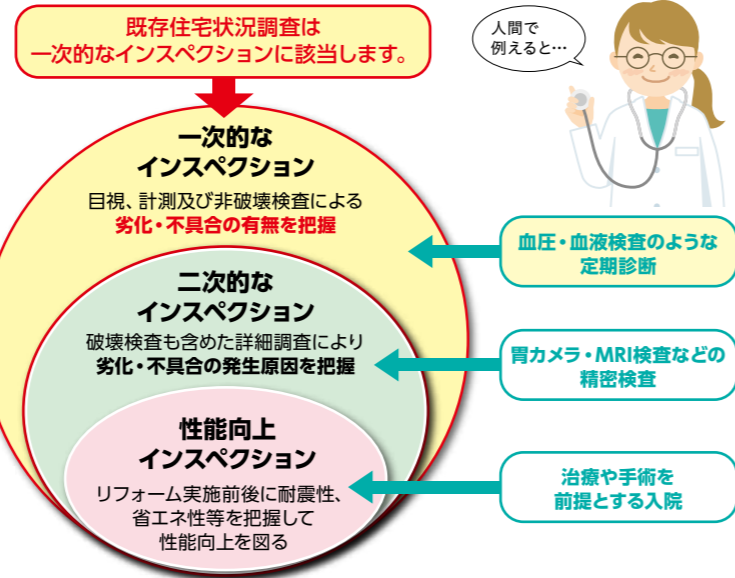 既存住宅状況調査は
一次的なインスペクションに該当します。
人間で
例えると…
一次的な
インスペクション
目視、計測及び非破壊検査による
劣化・不具合の有無を把握
血圧・血液検査のような
定期診断
二次的な
インスペクション
破壊検査も含めた詳細調査により
劣化・不具合の発生原因を把握
胃カメラ・MRI検査などの
精密検査
性能向上
インスペクション
リフォーム実施前後に耐震性、
省エネ性等を把握して
性能向上を図る
治療や手術を
前提とする入院